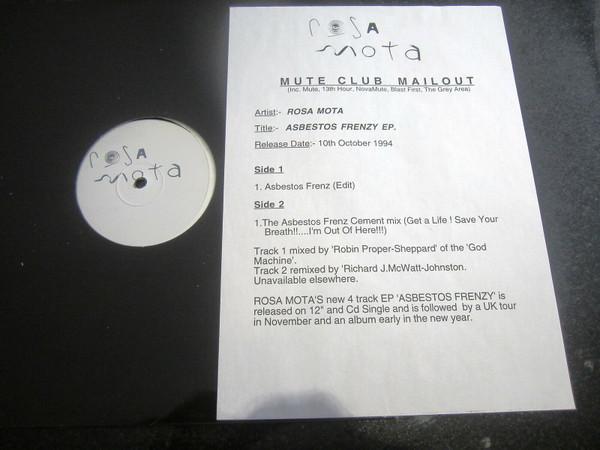 rosA
mota
rosA
mota
MUTE CLUB MAILOUT
(Inc. Mute, 13th Hour, NovaMute, Blast First, The Grey Area)
Artist:- ROSA MOTA
Title:- ASBESTOS FRENZY EP.
Release Date:- 10th October 1994
Side 1
1. Asbestos Frenz (Edit)
Side 2
1.The Asbestos Frenz Cement mix (Get a Life ! Save Your
Breath!!....I'm Out Of Here!!!)
Track 1 mixed by 'Robin Proper-Sheppard' of the 'God
Machine'.
Track 2 remixed by 'Richard J.McWatt-Johnston.
Unavailable elsewhere.
ROSA MOTA'S new 4 track EP 'ASBESTOS FRENZY' is
released on 12" and Cd Single and is followed by a UK tour
in November and an album early in the new year.